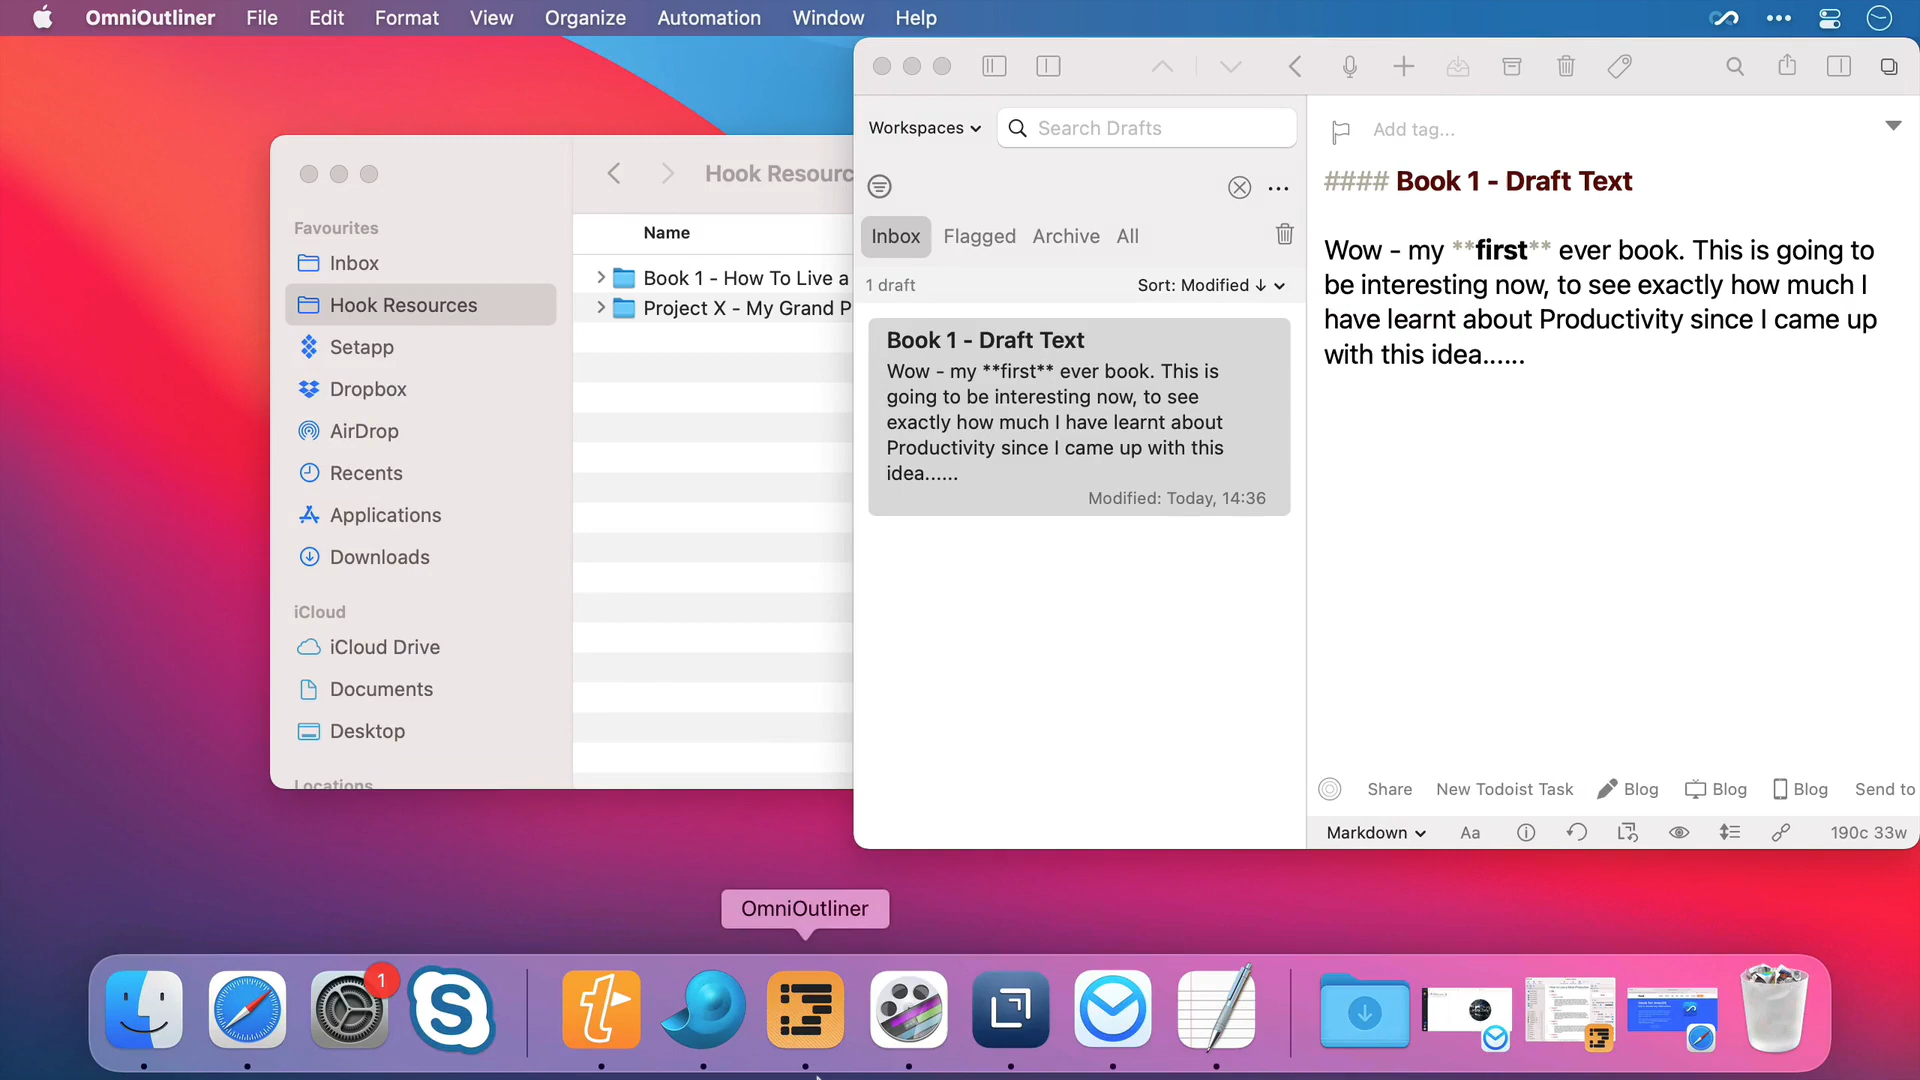 OmniOutliner File Edit Format View Organize Automation Window Help
Hook Resourc
Favourites
Inbox
Hook Resources
Setapp
Dropbox
AirDrop
Recents
Applications
Downloads
iCloud
iCloud Drive
Documents
Desktop
Locations
Name
Book 1 - How To Live a
Project X - My Grand P
Workspaces
Search Drafts
Inbox Flagged Archive All
1 draft
Sort: Modified ↓
Book 1 - Draft Text
Wow - my **first** ever book. This is
going to be interesting now, to see
exactly how much I have learnt about
Productivity since I came up with this
idea......
Modified: Today, 14:36
Add tag...
#### Book 1 - Draft Text
Wow - my **first** ever book. This is going to
be interesting now, to see exactly how much I
have learnt about Productivity since I came up
with this idea......
Share New Todoist Task Blog Blog Blog Send to
Markdown Aa 190c 33w
OmniOutliner
1